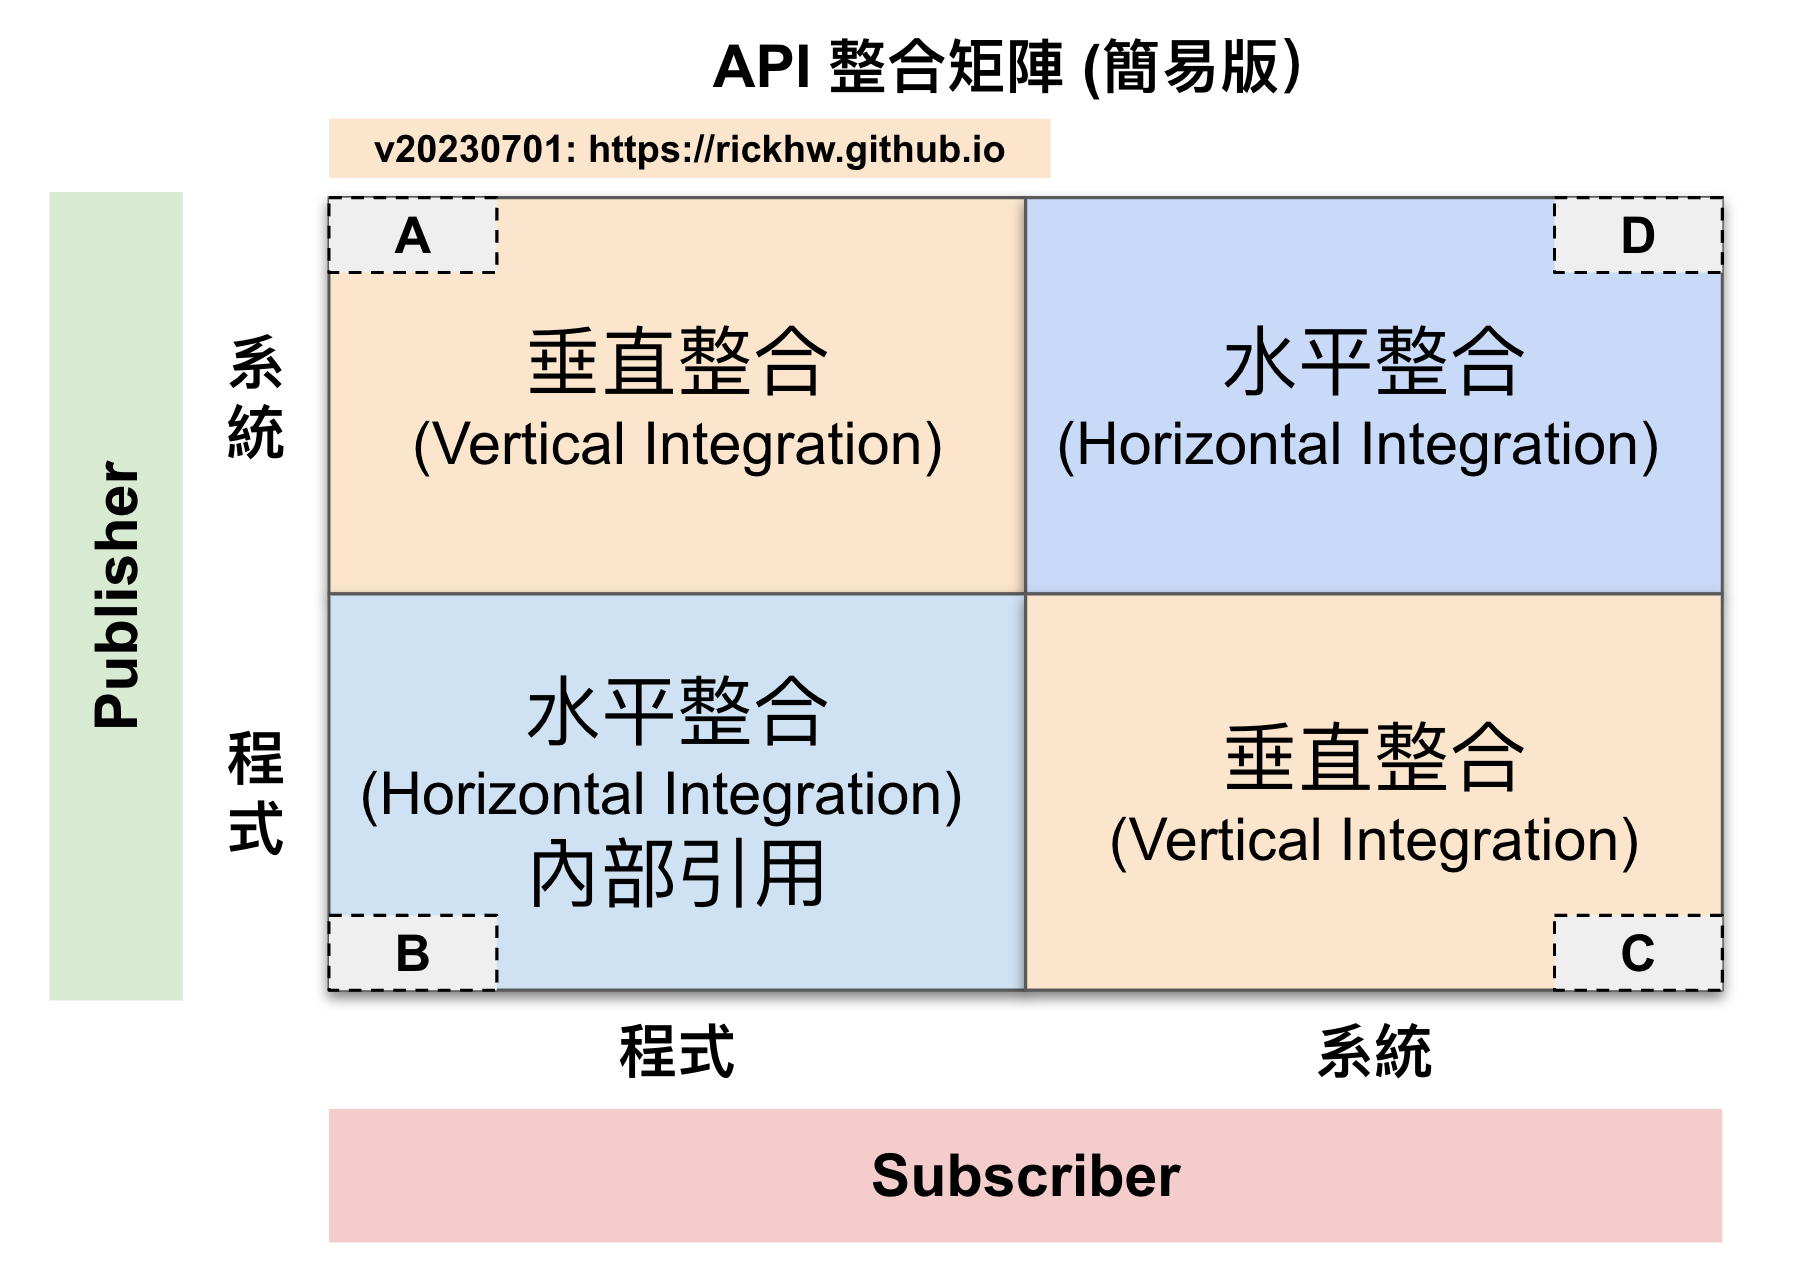 API 整合矩陣 (簡易版）
v20230701: https://rickhw.github.io
Publisher
系統
程式
A
垂直整合
(Vertical Integration)
D
水平整合
(Horizontal Integration)
水平整合
(Horizontal Integration)
內部引用
B
垂直整合
(Vertical Integration)
C
程式
系統
Subscriber